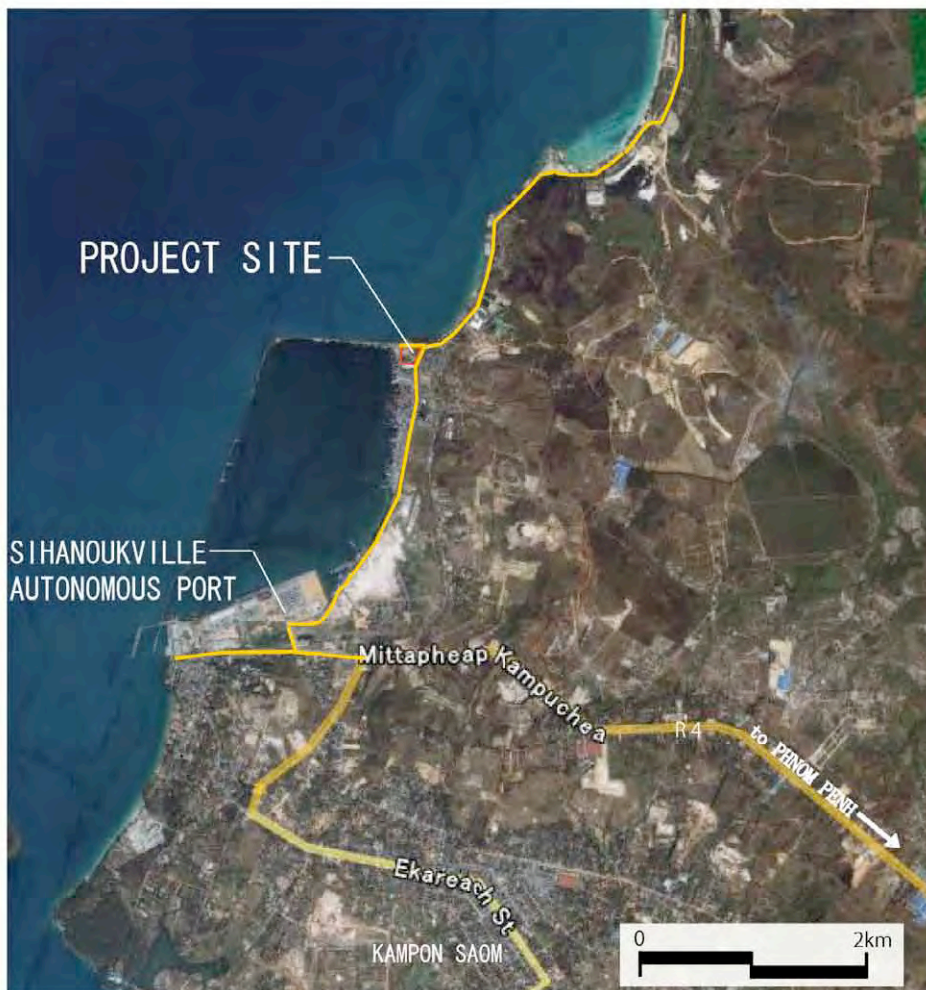 PROJECT SITE
SIHANOUKVILLE
AUTONOMOUS PORT
Mittapheap Kampuchea
R4
to PHNOM PENH
Ekareach St
KAMPON SAOM
0 2km